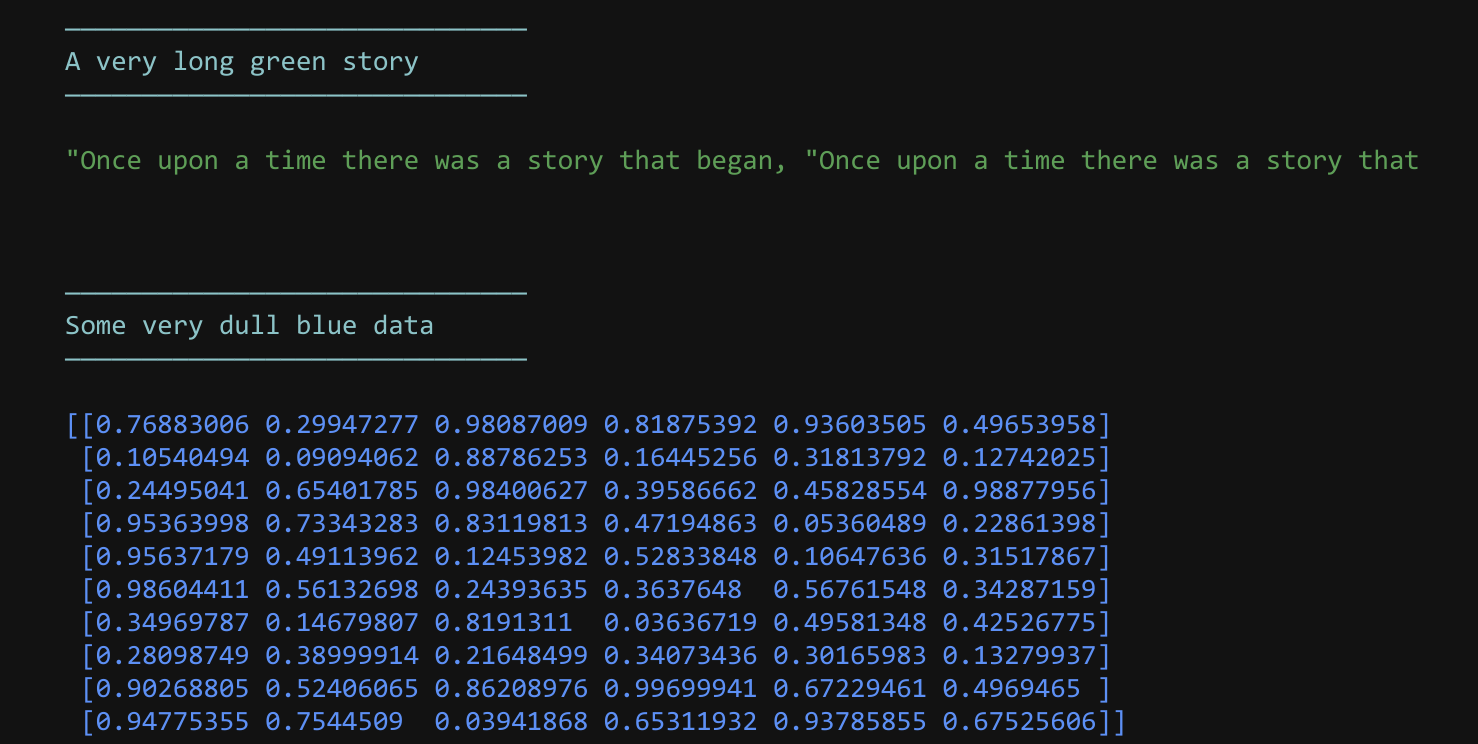 A very long green story
"Once upon a time there was a story that began, "Once upon a time there was a story that
Some very dull blue data
[[0.76883006 0.29947277 0.98087009 0.81875392 0.93603505 0.49653958]
 [0.10540494 0.09094062 0.88786253 0.16445256 0.31813792 0.12742025]
 [0.24495041 0.65401785 0.98400627 0.39586662 0.45828554 0.98877956]
 [0.95363998 0.73343283 0.83119813 0.47194863 0.05360489 0.22861398]
 [0.95637179 0.49113962 0.12453982 0.52833848 0.10647636 0.31517867]
 [0.98604411 0.56132698 0.24393635 0.3637648  0.56761548 0.34287159]
 [0.34969787 0.14679807 0.8191311  0.03636719 0.49581348 0.42526775]
 [0.28098749 0.38999914 0.21648499 0.34073436 0.30165983 0.13279937]
 [0.90268805 0.52406065 0.86208976 0.99699941 0.67229461 0.4969465 ]
 [0.94775355 0.7544509  0.03941868 0.65311932 0.93785855 0.67525606]]